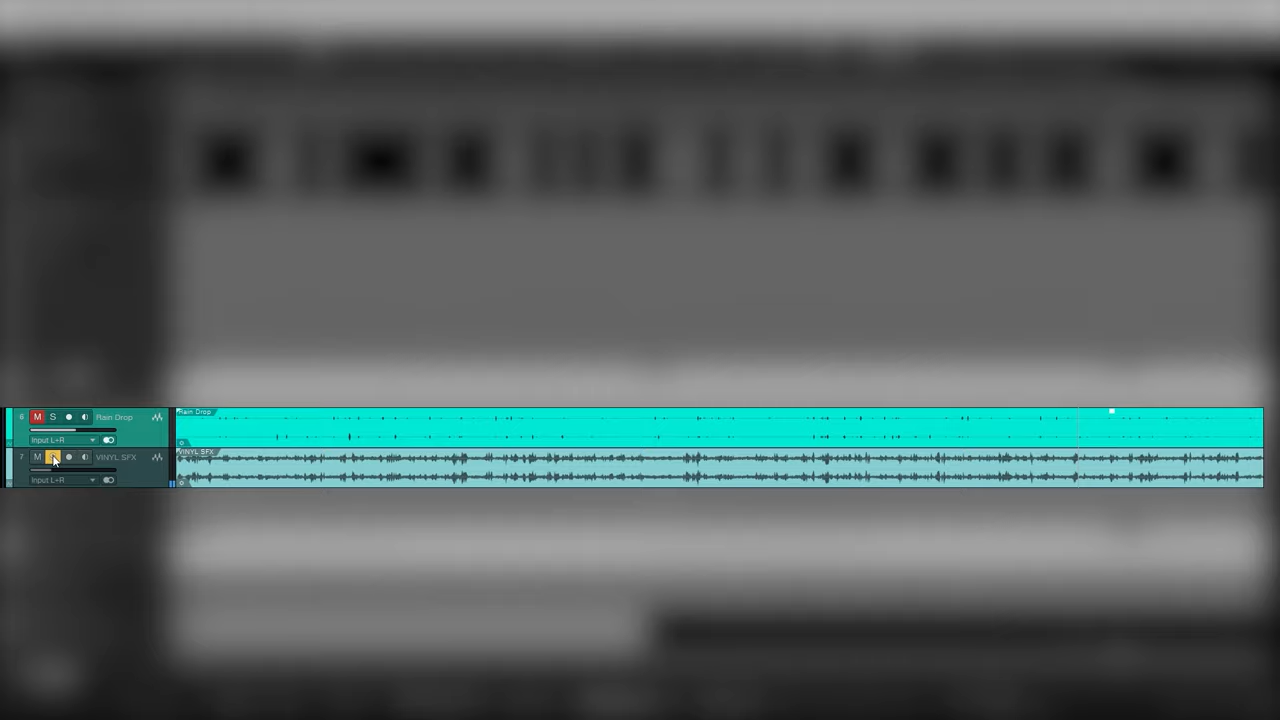 6 M S Rain Drop
Rain Drop
Input L+R
7 M VINYL SFX
VINYL SFX
Input L+R